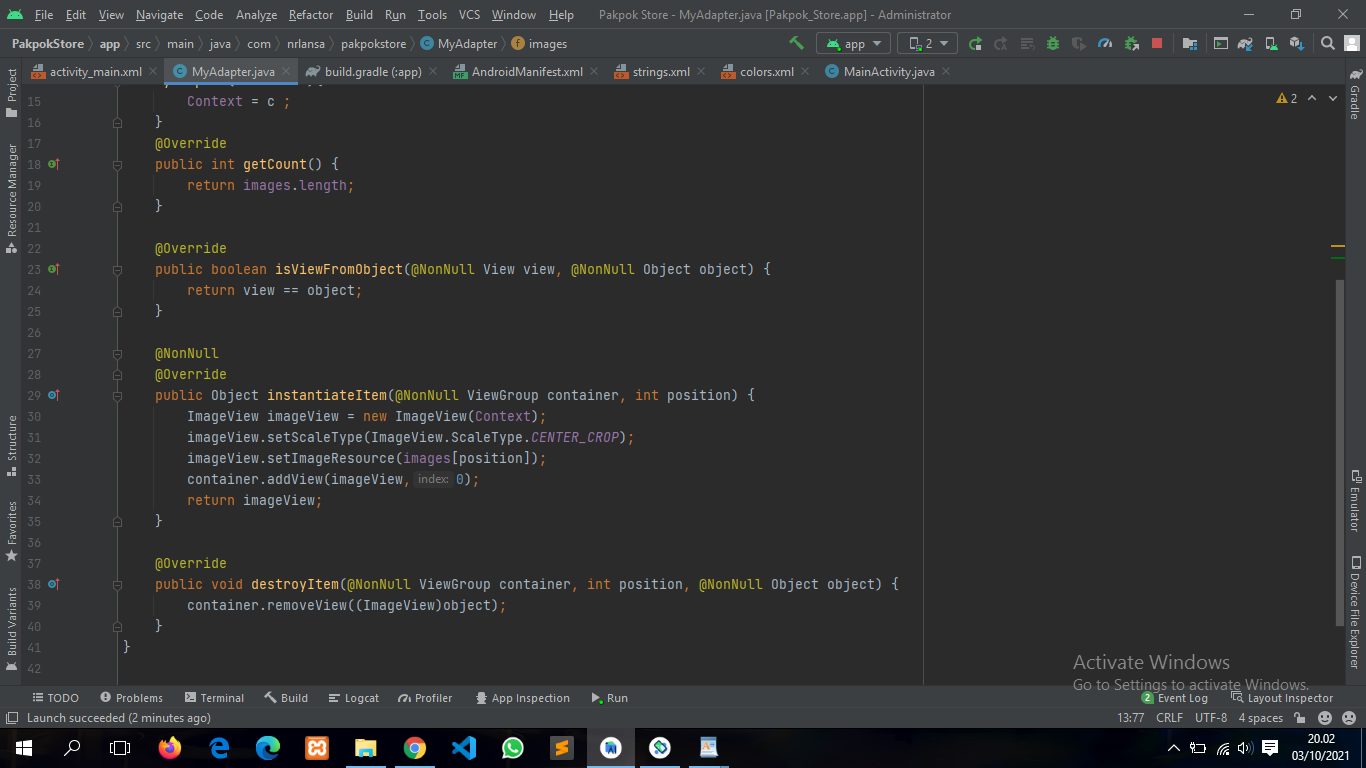 File Edit View Navigate Code Analyze Refactor Build Run Tools VCS Window Help Pakpok Store - MyAdapter.java [Pakpok_Store.app] - Administrator
PakpokStore app src main java com nrlansa pakpokstore MyAdapter images app 2
activity_main.xml MyAdapter.java build.gradle (:app) AndroidManifest.xml strings.xml colors.xml MainActivity.java
Project
Resource Manager
Structure
Favorites
Build Variants
2
15 Context = c ;
16 }
17 @Override
18 public int getCount() {
19 return images.length;
20 }
21
22 @Override
23 public boolean isViewFromObject(@NonNull View view, @NonNull Object object) {
24 return view == object;
25 }
26
27 @NonNull
28 @Override
29 public Object instantiateItem(@NonNull ViewGroup container, int position) {
30 ImageView imageView = new ImageView(Context);
31 imageView.setScaleType(ImageView.ScaleType.CENTER_CROP);
32 imageView.setImageResource(images[position]);
33 container.addView(imageView, index: 0);
34 return imageView;
35 }
36
37 @Override
38 public void destroyItem(@NonNull ViewGroup container, int position, @NonNull Object object) {
39 container.removeView((ImageView)object);
40 }
41 }
42
Gradle
Emulator
Device File Explorer
Activate Windows
Go to Settings to activate Windows.
TODO Problems Terminal Build Logcat Profiler App Inspection Run 2 Event Log Layout Inspector
Launch succeeded (2 minutes ago) 13:77 CRLF UTF-8 4 spaces
20.02
03/10/2021